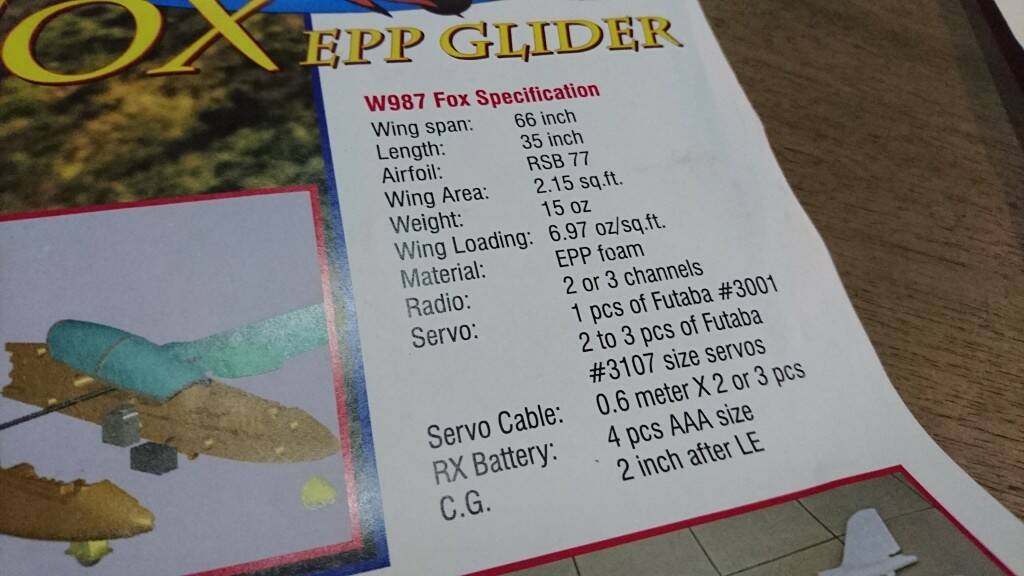 OX EPP GLIDER
W987 Fox Specification
Wing span: 66 inch
Length: 35 inch
Airfoil: RSB 77
Wing Area: 2.15 sq.ft.
Weight: 15 oz
Wing Loading: 6.97 oz/sq.ft.
Material: EPP foam
Radio: 2 or 3 channels
Servo: 1 pcs of Futaba #3001
2 to 3 pcs of Futaba
#3107 size servos
Servo Cable: 0.6 meter X 2 or 3 pcs
RX Battery: 4 pcs AAA size
C.G. 2 inch after LE